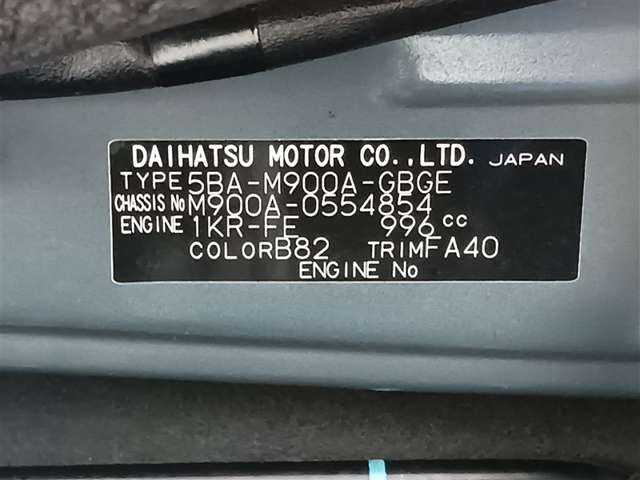 DAIHATSU MOTOR CO.,LTD. JAPAN
TYPE 5BA-M900A-GBGE
CHASSIS No M900A-0554854
ENGINE 1KR-FE 996 cc
COLOR B82 TRIM FA40
ENGINE No